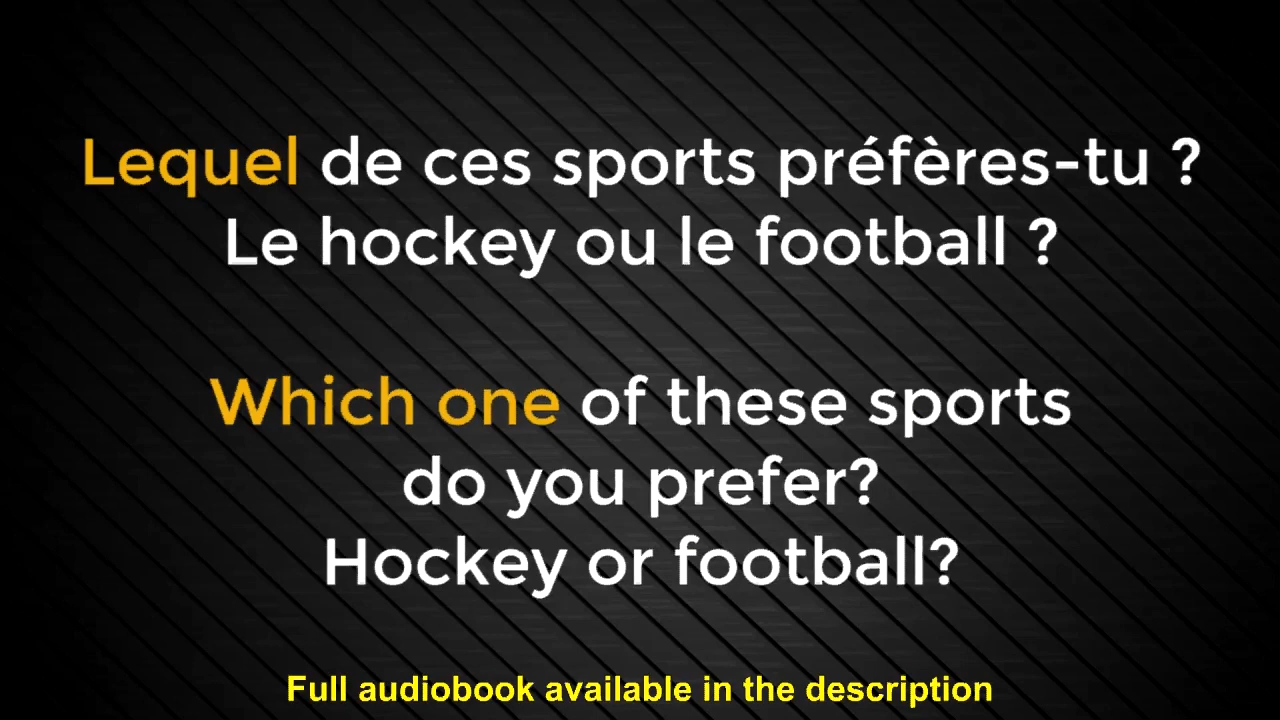 Lequel de ces sports préfères-tu ?
Le hockey ou le football ?
Which one of these sports
do you prefer?
Hockey or football?
Full audiobook available in the description